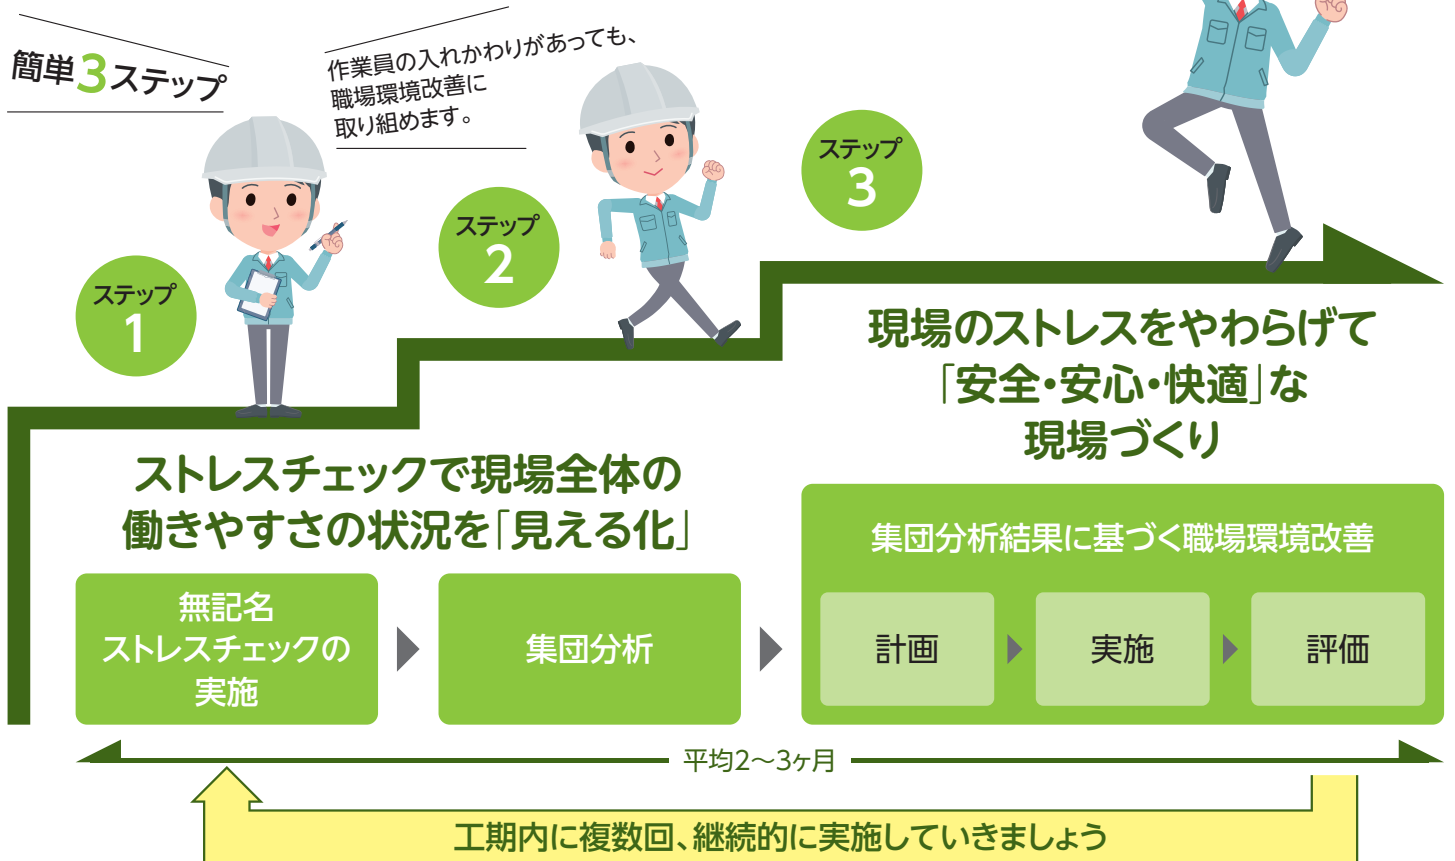 簡単3ステップ
作業員の入れかわりがあっても、
職場環境改善に
取り組めます。
ステップ
1
ステップ
2
ステップ
3
ストレスチェックで現場全体の
働きやすさの状況を「見える化」
現場のストレスをやわらげて
「安全・安心・快適」な
現場づくり
無記名
ストレスチェックの
実施
集団分析
集団分析結果に基づく職場環境改善
計画
実施
評価
平均2～3ヶ月
工期内に複数回、継続的に実施していきましょう